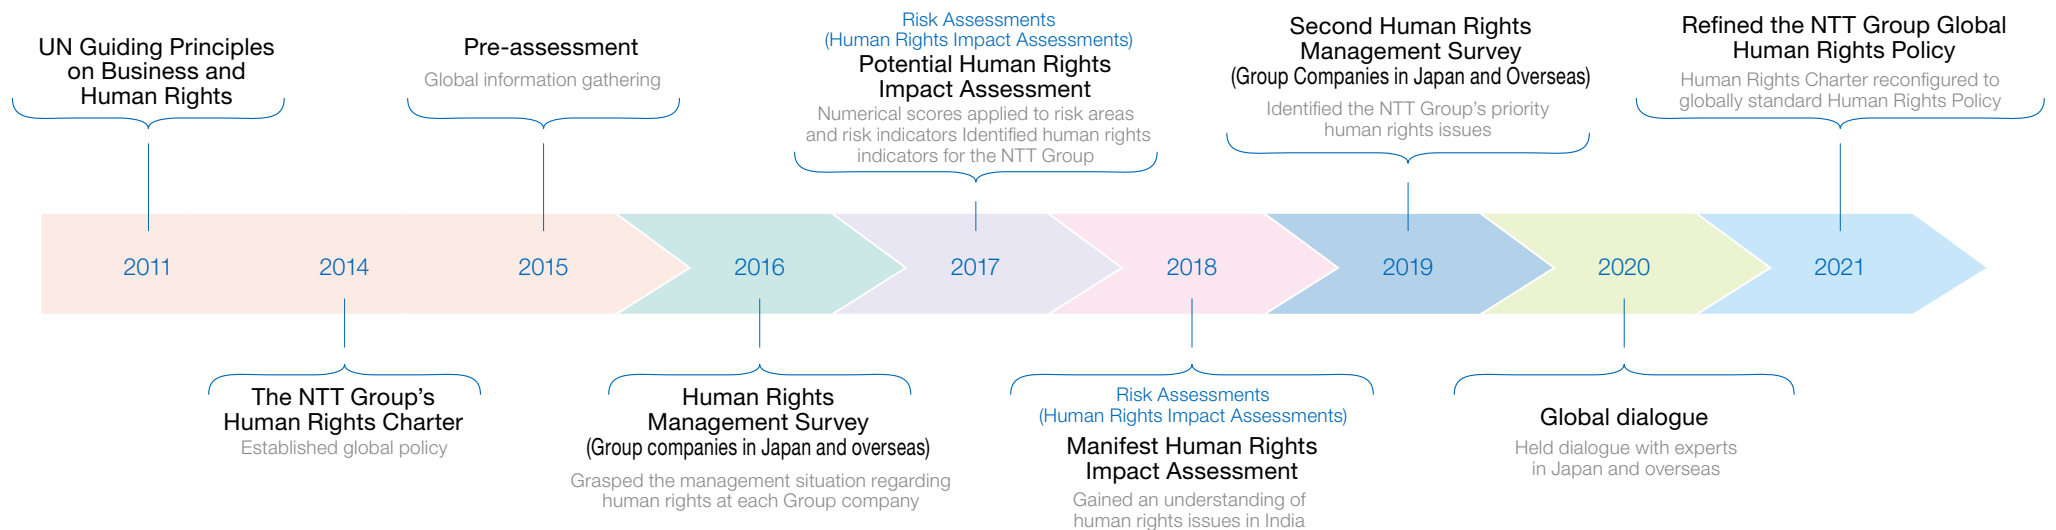 UN Guiding Principles
on Business and
Human Rights
Pre-assessment
Global information gathering
Risk Assessments
(Human Rights Impact Assessments)
Potential Human Rights
Impact Assessment
Numerical scores applied to risk areas
and risk indicators Identified human rights
indicators for the NTT Group
Second Human Rights
Management Survey
(Group Companies in Japan and Overseas)
Identified the NTT Group's priority
human rights issues
Refined the NTT Group Global
Human Rights Policy
Human Rights Charter reconfigured to
globally standard Human Rights Policy
2011
2014
2015
2016
2017
2018
2019
2020
2021
The NTT Group's
Human Rights Charter
Established global policy
Human Rights
Management Survey
(Group companies in Japan and overseas)
Grasped the management situation regarding
human rights at each Group company
Risk Assessments
(Human Rights Impact Assessments)
Manifest Human Rights
Impact Assessment
Gained an understanding of
human rights issues in India
Global dialogue
Held dialogue with experts
in Japan and overseas